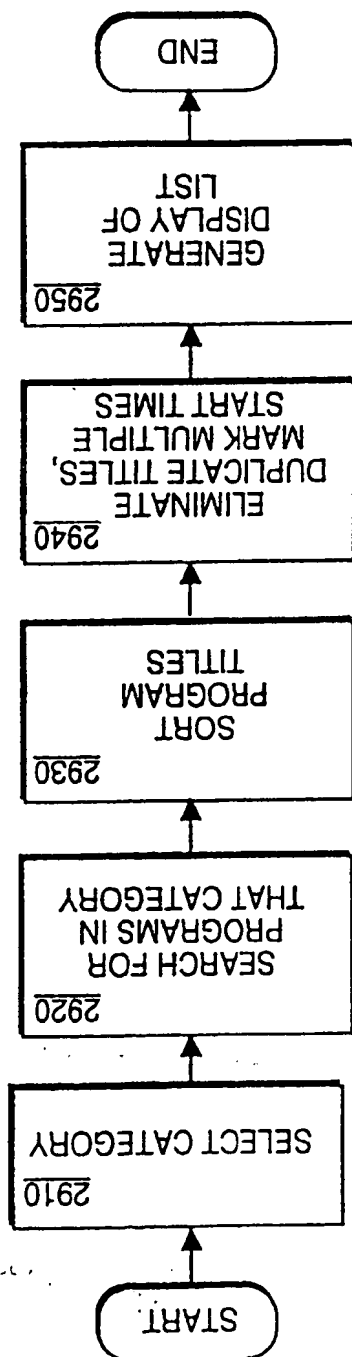 START
2910
SELECT CATEGORY
2920
SEARCH FOR
PROGRAMS IN
THAT CATEGORY
2930
SORT
PROGRAM
TITLES
2940
ELIMINATE
DUPLICATE TITLES,
MARK MULTIPLE
START TIMES
2950
GENERATE
DISPLAY OF
LIST
END